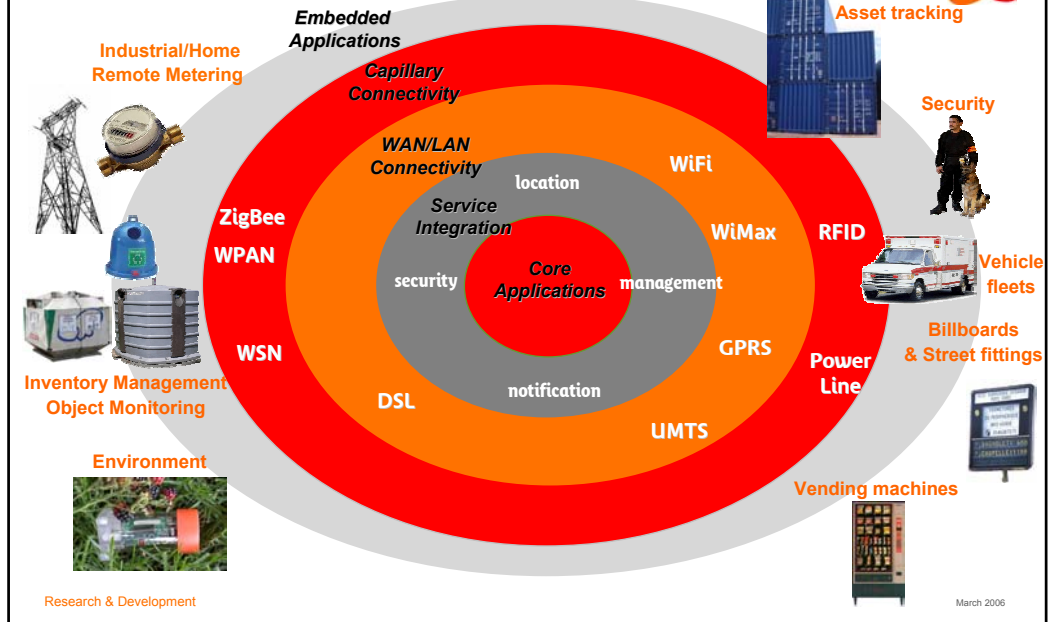 Embedded
Applications
Asset tracking
Industrial/Home
Remote Metering
Capillary
Connectivity
Security
WAN/LAN
Connectivity
WiFi
location
Service
Integration
ZigBee
WiMax
RFID
WPAN
Core
Applications
security
management
Vehicle
fleets
Billboards
& Street fittings
WSN
GPRS
Power
Line
Inventory Management
Object Monitoring
notification
DSL
UMTS
Environment
Vending machines
Research & Development
March 2006